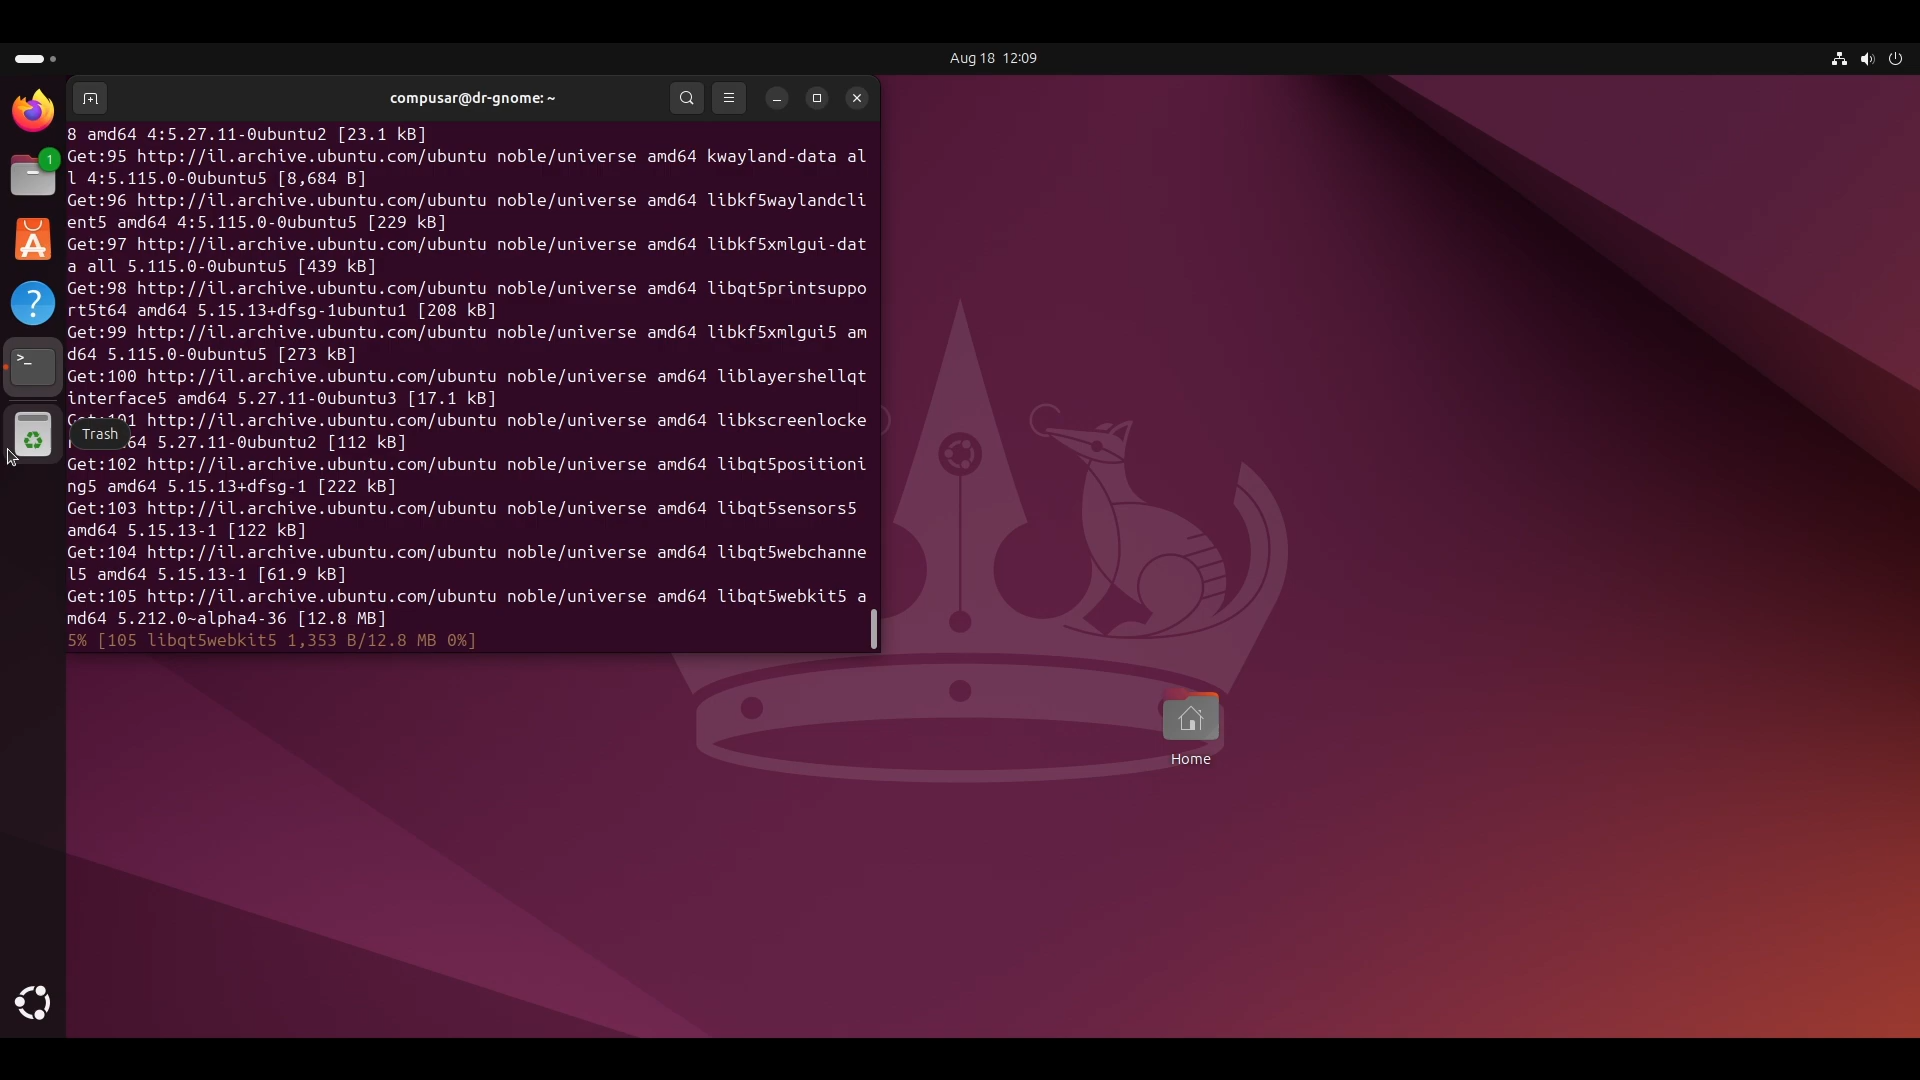 Aug 18 12:09
compusar@dr-gnome: ~
8 amd64 4:5.27.11-0ubuntu2 [23.1 kB]
Get:95 http://il.archive.ubuntu.com/ubuntu noble/universe amd64 kwayland-data al
l 4:5.115.0-0ubuntu5 [8,684 B]
Get:96 http://il.archive.ubuntu.com/ubuntu noble/universe amd64 libkf5waylandcli
ent5 amd64 4:5.115.0-0ubuntu5 [229 kB]
Get:97 http://il.archive.ubuntu.com/ubuntu noble/universe amd64 libkf5xmlgui-dat
a all 5.115.0-0ubuntu5 [439 kB]
Get:98 http://il.archive.ubuntu.com/ubuntu noble/universe amd64 libqt5printsuppo
rt5t64 amd64 5.15.13+dfsg-1ubuntu1 [208 kB]
Get:99 http://il.archive.ubuntu.com/ubuntu noble/universe amd64 libkf5xmlgui5 am
d64 5.115.0-0ubuntu5 [273 kB]
Get:100 http://il.archive.ubuntu.com/ubuntu noble/universe amd64 liblayershellqt
interface5 amd64 5.27.11-0ubuntu3 [17.1 kB]
Get:101 http://il.archive.ubuntu.com/ubuntu noble/universe amd64 libkscreenlocke
Trash
64 5.27.11-0ubuntu2 [112 kB]
Get:102 http://il.archive.ubuntu.com/ubuntu noble/universe amd64 libqt5positioni
ng5 amd64 5.15.13+dfsg-1 [222 kB]
Get:103 http://il.archive.ubuntu.com/ubuntu noble/universe amd64 libqt5sensors5
amd64 5.15.13-1 [122 kB]
Get:104 http://il.archive.ubuntu.com/ubuntu noble/universe amd64 libqt5webchanne
l5 amd64 5.15.13-1 [61.9 kB]
Get:105 http://il.archive.ubuntu.com/ubuntu noble/universe amd64 libqt5webkit5 a
md64 5.212.0~alpha4-36 [12.8 MB]
5% [105 libqt5webkit5 1,353 B/12.8 MB 0%]
1
Home